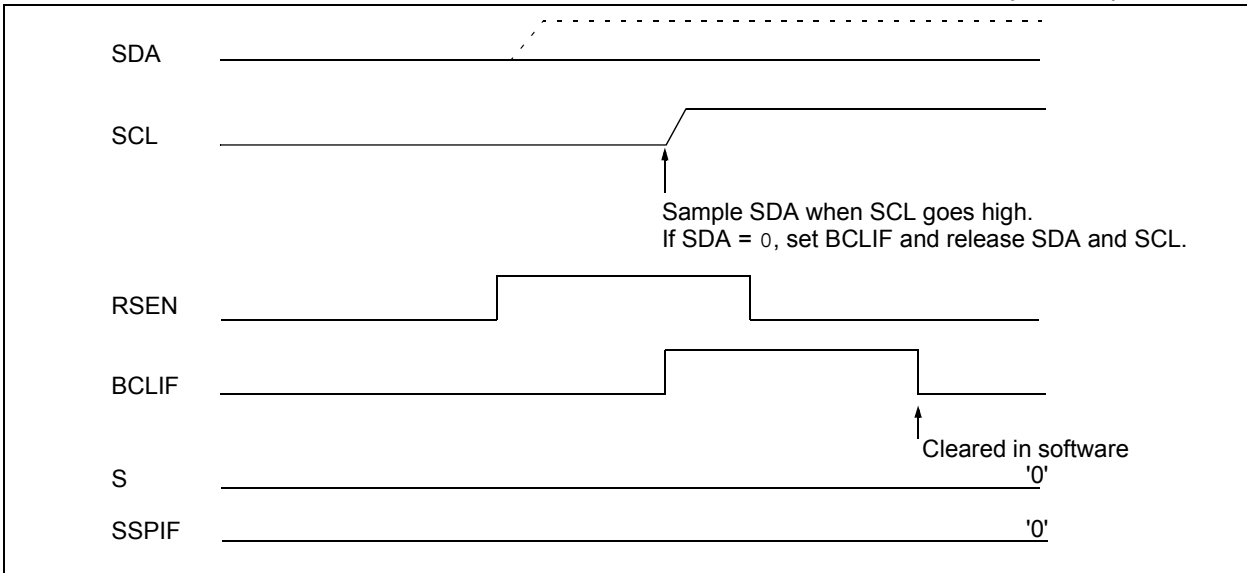 SDA
SCL
Sample SDA when SCL goes high.
If SDA = 0, set BCLIF and release SDA and SCL.
RSEN
BCLIF
Cleared in software
S
'0'
SSPIF
'0'